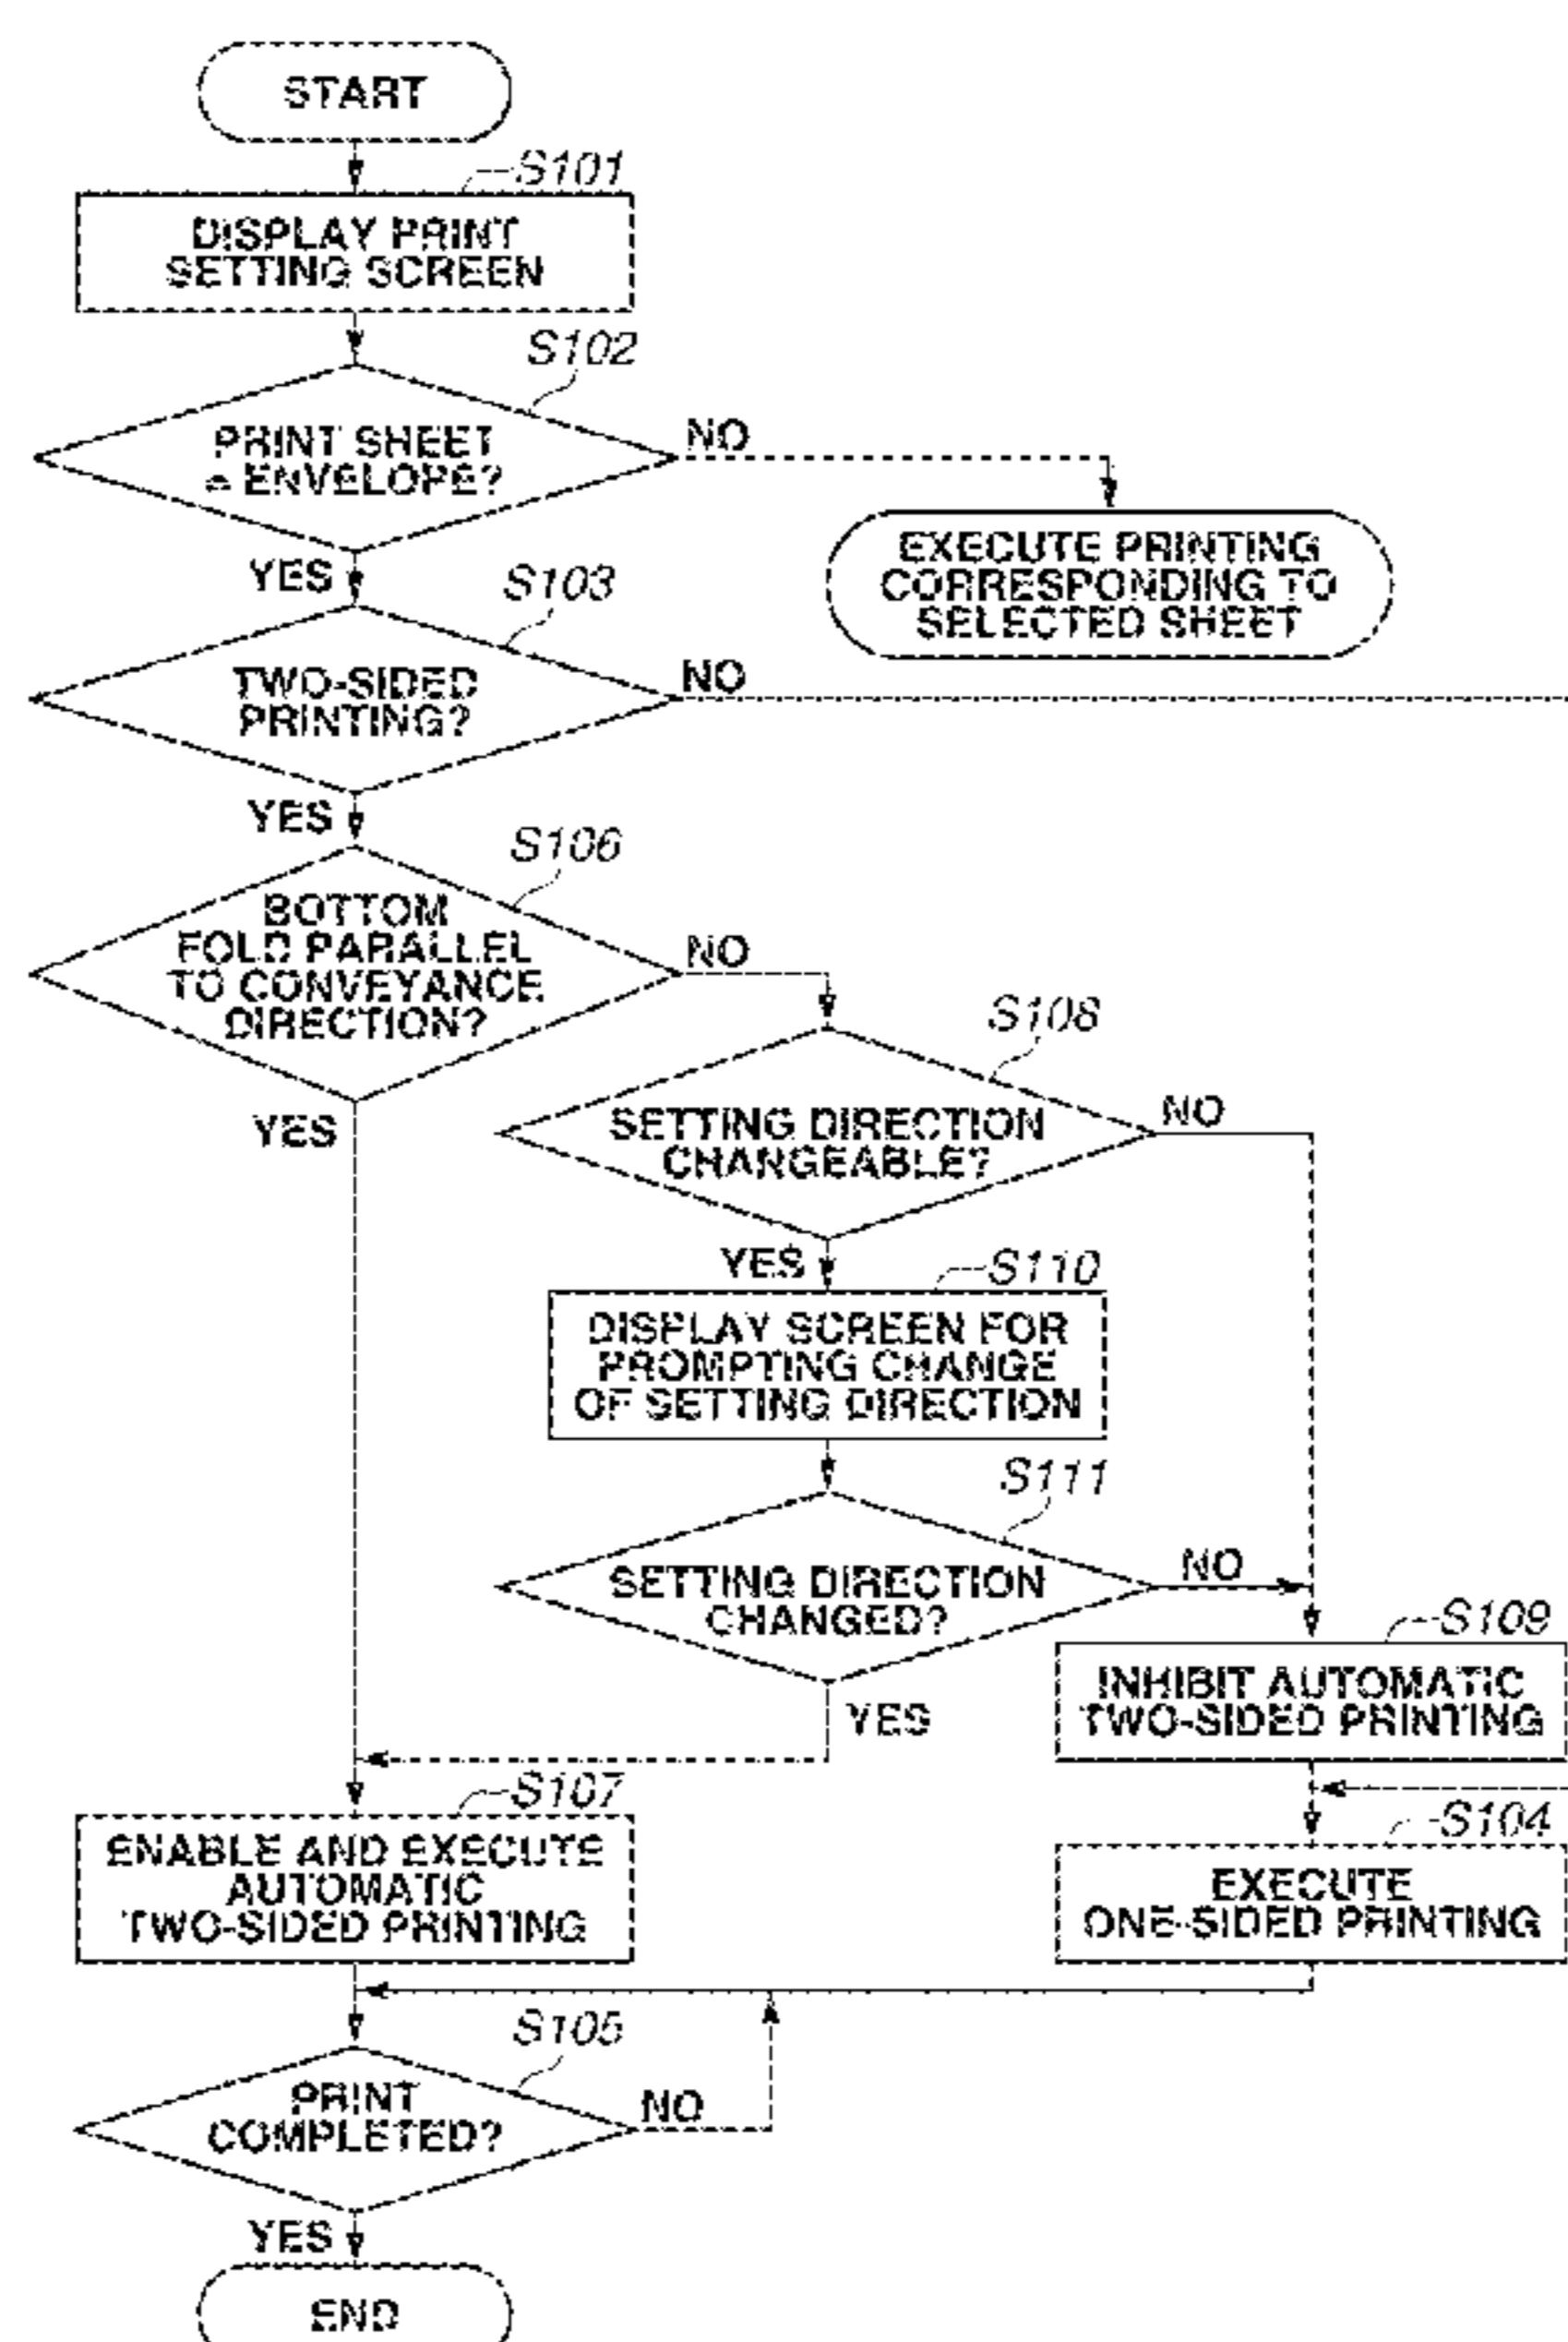 START
S101
DISPLAY PRINT
SETTING SCREEN
S102
PRINT SHEET
= ENVELOPE?
NO
YES
EXECUTE PRINTING
CORRESPONDING TO
SELECTED SHEET
S103
TWO-SIDED
PRINTING?
NO
YES
S106
BOTTOM
FOLD PARALLEL
TO CONVEYANCE
DIRECTION?
NO
YES
S108
SETTING DIRECTION
CHANGEABLE?
NO
YES
S110
DISPLAY SCREEN FOR
PROMPTING CHANGE
OF SETTING DIRECTION
S111
SETTING DIRECTION
CHANGED?
NO
YES
S109
INHIBIT AUTOMATIC
TWO-SIDED PRINTING
S107
ENABLE AND EXECUTE
AUTOMATIC
TWO-SIDED PRINTING
S104
EXECUTE
ONE-SIDED PRINTING
S105
PRINT
COMPLETED?
NO
YES
END